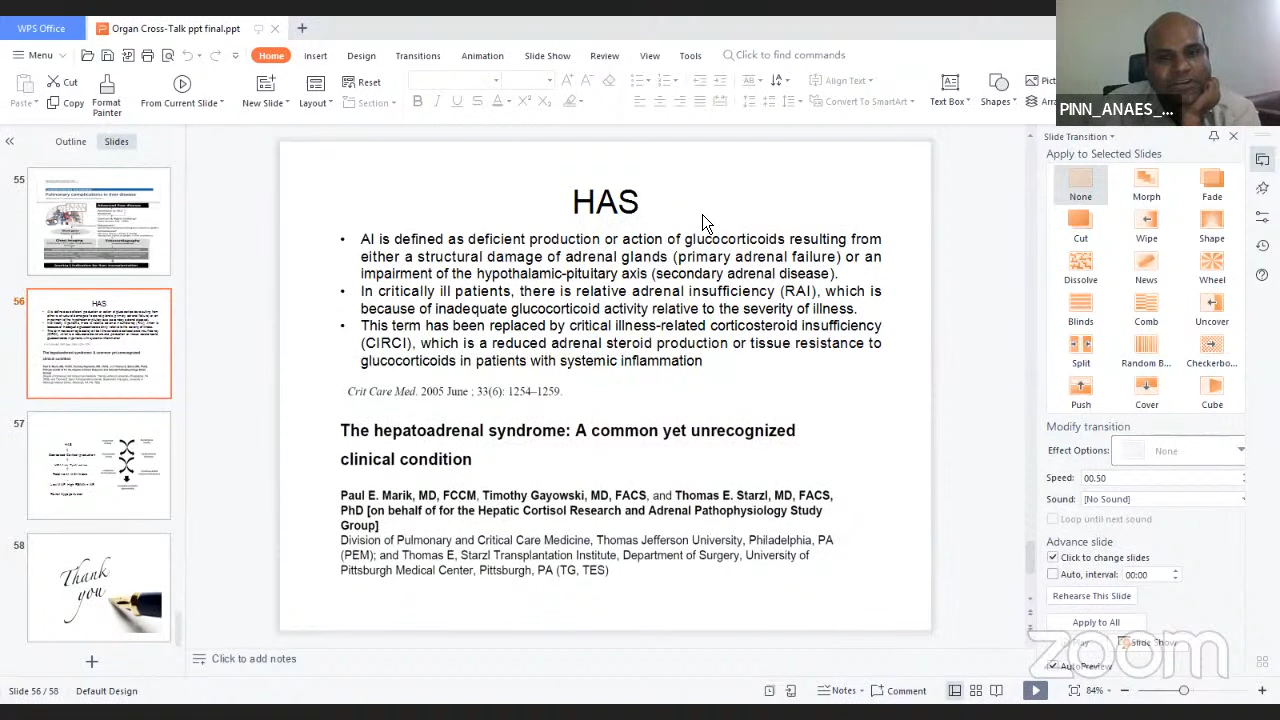 WPS Office
Organ Cross-Talk ppt final.ppt
Menu
Home
Insert
Design
Transitions
Animation
Slide Show
Review
View
Tools
Click to find commands
Paste
Cut
Copy
Format Painter
From Current Slide
New Slide
Layout
Reset
Section
Align Text
Convert To SmartArt
Text Box
Shapes
PINN_ANAES_...
Outline
Slides
55
56
HAS
57
HAS
58
Thank
you
HAS
• AI is defined as deficient production or action of glucocorticoids resulting from
either a structural damage of adrenal glands (primary adrenal failure) or an
impairment of the hypothalamic-pituitary axis (secondary adrenal disease).
• In critically ill patients, there is relative adrenal insufficiency (RAI), which is
because of inadequate glucocorticoid activity relative to the severity of illness.
• This term has been replaced by critical illness-related corticosteroid insufficiency
(CIRCI), which is a reduced adrenal steroid production or tissue resistance to
glucocorticoids in patients with systemic inflammation
Crit Care Med. 2005 June ; 33(6): 1254–1259.
The hepatoadrenal syndrome: A common yet unrecognized
clinical condition
Paul E. Marik, MD, FCCM, Timothy Gayowski, MD, FACS, and Thomas E. Starzl, MD, FACS,
PhD [on behalf of for the Hepatic Cortisol Research and Adrenal Pathophysiology Study
Group]
Division of Pulmonary and Critical Care Medicine, Thomas Jefferson University, Philadelphia, PA
(PEM); and Thomas E, Starzl Transplantation Institute, Department of Surgery, University of
Pittsburgh Medical Center, Pittsburgh, PA (TG, TES)
Slide Transition
Apply to Selected Slides
None
Morph
Fade
Cut
Wipe
Shape
Dissolve
News
Wheel
Blinds
Comb
Uncover
Split
Random B...
Checkerbo...
Push
Cover
Cube
Modify transition
Effect Options:
None
Speed:
00.50
Sound:
[No Sound]
Loop until next sound
Advance slide
Click to change slides
Auto, interval:
00:00
Rehearse This Slide
Apply to All
Slide Show
AutoPreview
zoom
Click to add notes
Slide 56 / 58
Default Design
Notes
Comment
84%